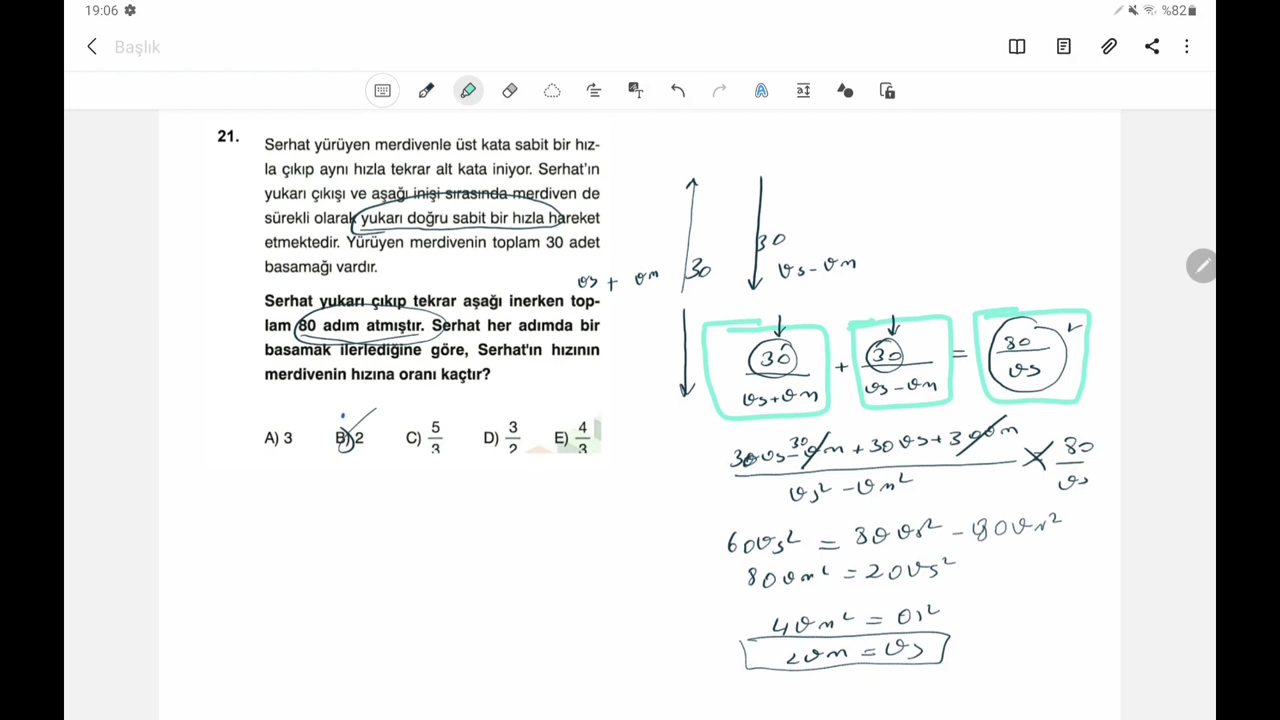 19:06
%82
Başlık
21.
Serhat yürüyen merdivenle üst kata sabit bir hız-
la çıkıp aynı hızla tekrar alt kata iniyor. Serhat'ın
yukarı çıkışı ve aşağı inişi sırasında merdiven de
sürekli olarak yukarı doğru sabit bir hızla hareket
etmektedir. Yürüyen merdivenin toplam 30 adet
basamağı vardır.
Serhat yukarı çıkıp tekrar aşağı inerken top-
lam 80 adım atmıştır. Serhat her adımda bir
basamak ilerlediğine göre, Serhat'ın hızının
merdivenin hızına oranı kaçtır?
A) 3 B) 2 C) 5/3 D) 3/2 E) 4/3
30
ϑs + ϑm 30 ϑs - ϑm
30/(ϑs+ϑm) + 30/(ϑs-ϑm) = 80/ϑs
(30ϑs - 30ϑm + 30ϑs + 30ϑm)/(ϑs² - ϑm²) 80/ϑs
60ϑs² = 80ϑs² - 80ϑm²
80ϑm² = 20ϑs²
4ϑm² = ϑs²
2ϑm = ϑs